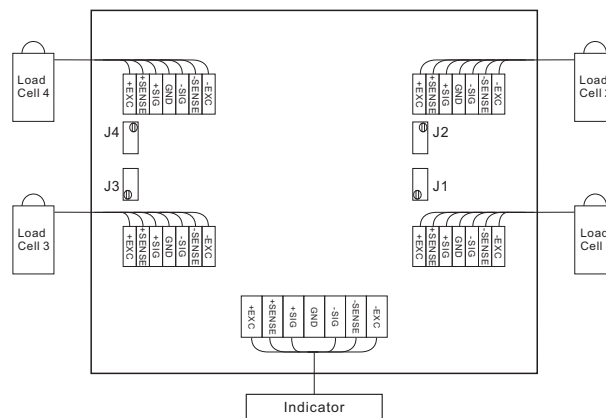 Load
Cell 4
+EXC
+SENSE
+SIG
GND
-SIG
-SENSE
-EXC
+EXC
+SENSE
+SIG
GND
-SIG
-SENSE
-EXC
Load
Cell 2
J4
J2
J3
J1
Load
Cell 3
+EXC
+SENSE
+SIG
GND
-SIG
-SENSE
-EXC
+EXC
+SENSE
+SIG
GND
-SIG
-SENSE
-EXC
Load
Cell
+EXC
+SENSE
+SIG
GND
-SIG
-SENSE
-EXC
Indicator